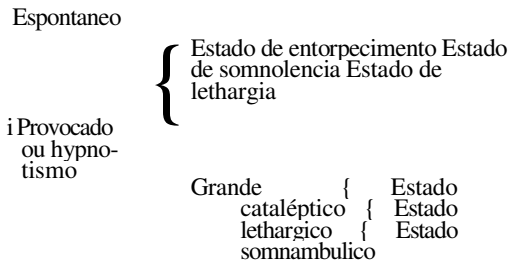 Espontaneo
Estado de entorpecimento Estado
de somnolencia Estado de
lethargia
i Provocado
ou hypno-
tismo
Grande { Estado
cataléptico { Estado
lethargico { Estado
somnambulico